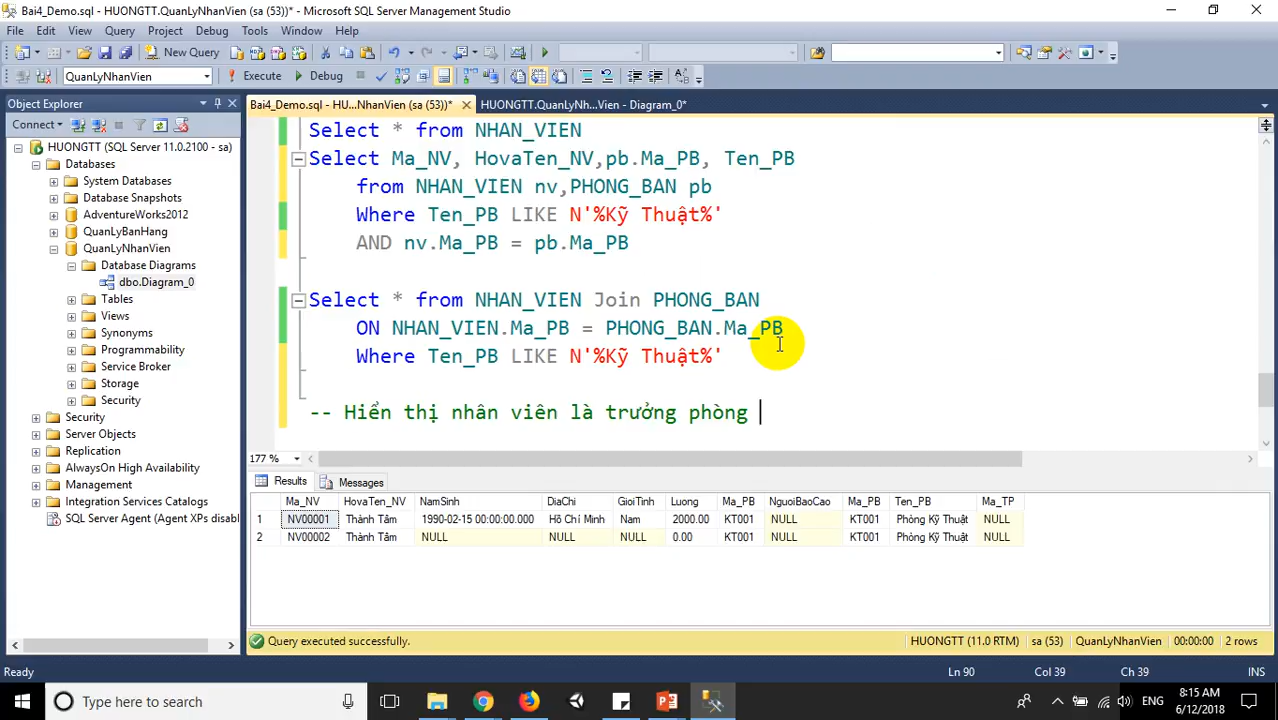 Bai4_Demo.sql - HUONGTT.QuanLyNhanVien (sa (53))* - Microsoft SQL Server Management Studio
File Edit View Query Project Debug Tools Window Help
New Query
QuanLyNhanVien Execute Debug
Object Explorer
Connect
HUONGTT (SQL Server 11.0.2100 - sa)
Databases
System Databases
Database Snapshots
AdventureWorks2012
QuanLyBanHang
QuanLyNhanVien
Database Diagrams
dbo.Diagram_0
Tables
Views
Synonyms
Programmability
Service Broker
Storage
Security
Security
Server Objects
Replication
AlwaysOn High Availability
Management
Integration Services Catalogs
SQL Server Agent (Agent XPs disabl
Bai4_Demo.sql - HU...NhanVien (sa (53))* HUONGTT.QuanLyNh...Vien - Diagram_0*
Select * from NHAN_VIEN
Select Ma_NV, HovaTen_NV,pb.Ma_PB, Ten_PB
from NHAN_VIEN nv,PHONG_BAN pb
Where Ten_PB LIKE N'%Kỹ Thuật%'
AND nv.Ma_PB = pb.Ma_PB
Select * from NHAN_VIEN Join PHONG_BAN
ON NHAN_VIEN.Ma_PB = PHONG_BAN.Ma_PB
Where Ten_PB LIKE N'%Kỹ Thuật%'
-- Hiển thị nhân viên là trưởng phòng
177 %
Results Messages
Ma_NV HovaTen_NV NamSinh DiaChi GioiTinh Luong Ma_PB NguoiBaoCao Ma_PB Ten_PB Ma_TP
1 NV00001 Thành Tâm 1990-02-15 00:00:00.000 Hồ Chí Minh Nam 2000.00 KT001 NULL KT001 Phòng Kỹ Thuật NULL
2 NV00002 Thành Tâm NULL NULL NULL 0.00 KT001 NULL KT001 Phòng Kỹ Thuật NULL
Query executed successfully. HUONGTT (11.0 RTM) sa (53) QuanLyNhanVien 00:00:00 2 rows
Ready Ln 90 Col 39 Ch 39 INS
Type here to search ENG 8:15 AM
6/12/2018